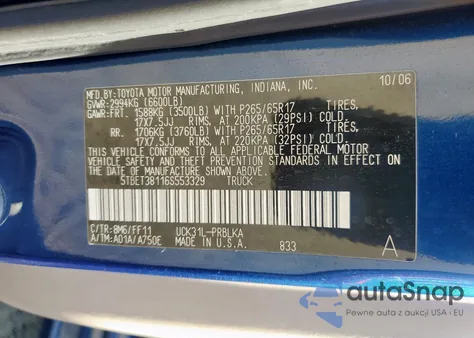 MFD.BY: TOYOTA MOTOR MANUFACTURING, INDIANA, INC. 10/06
GVWR: 2994KG (6600LB)
GAWR: FRT. 1588KG (3500LB) WITH P265/65R17 TIRES,
17X7.5JJ RIMS, AT 200KPA (29PSI) COLD.
RR. 1706KG (3760LB) WITH P265/65R17 TIRES,
17X7.5JJ RIMS, AT 220KPA (32PSI) COLD.
THIS VEHICLE CONFORMS TO ALL APPLICABLE FEDERAL MOTOR
VEHICLE SAFETY AND THEFT PREVENTION STANDARDS IN EFFECT
ON THE DATE OF MANUFACTURE SHOWN ABOVE.
5TBET38116S553329 TRUCK
C/TR: 8M6/FF11 UCK31L-PRBLKA
A/TM: A01A/A750E MADE IN U.S.A. 833 A
autoSnap
Pewne auta z aukcji USA i EU